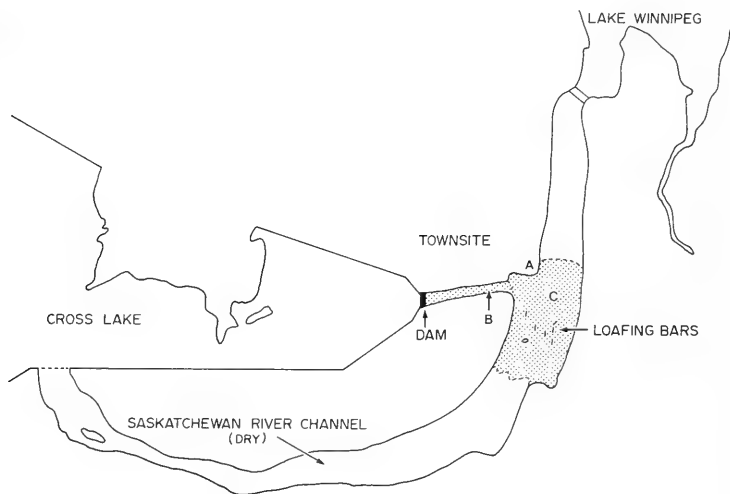 LAKE WINNIPEG
TOWNSITE
A
C
CROSS LAKE
DAM
B
LOAFING BARS
SASKATCHEWAN RIVER CHANNEL
(DRY)